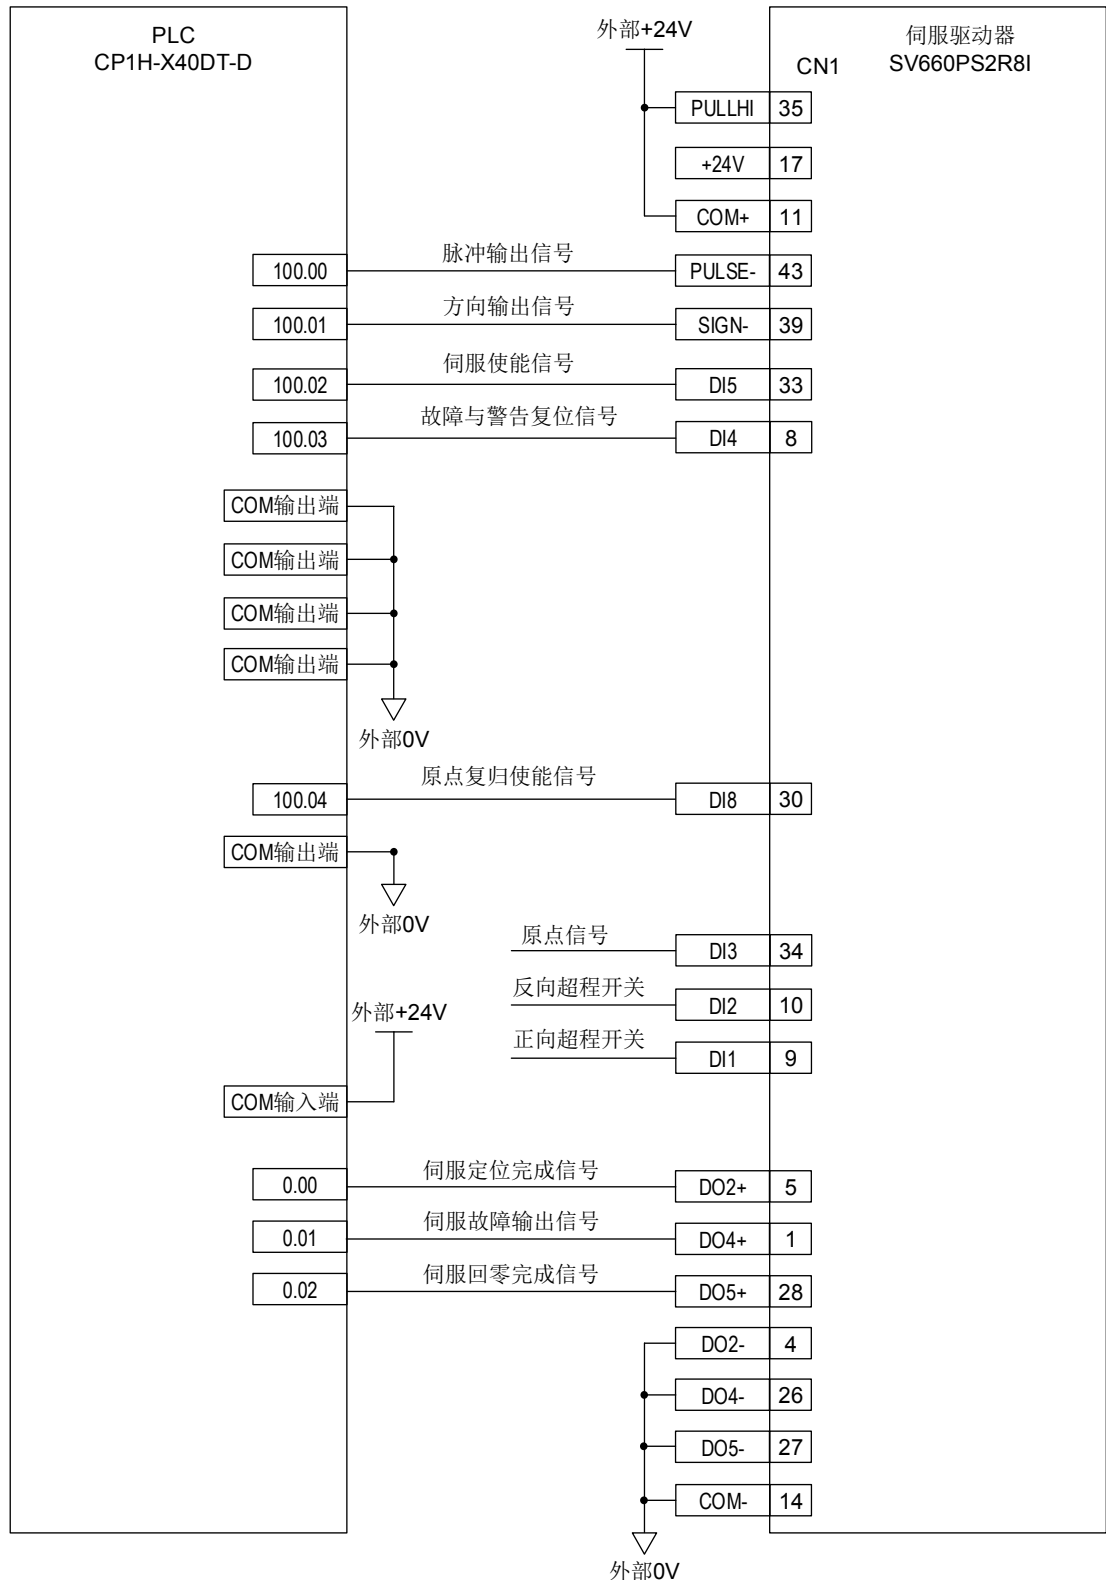 PLC
CP1H-X40DT-D
外部+24V
伺服驱动器
SV660PS2R8I
CN1
PULLHI 35
+24V 17
COM+ 11
100.00 脉冲输出信号 PULSE- 43
100.01 方向输出信号 SIGN- 39
100.02 伺服使能信号 DI5 33
100.03 故障与警告复位信号 DI4 8
COM输出端
COM输出端
COM输出端
COM输出端
外部0V
100.04 原点复归使能信号 DI8 30
COM输出端
外部0V
原点信号 DI3 34
反向超程开关 DI2 10
外部+24V
正向超程开关 DI1 9
COM输入端
0.00 伺服定位完成信号 DO2+ 5
0.01 伺服故障输出信号 DO4+ 1
0.02 伺服回零完成信号 DO5+ 28
DO2- 4
DO4- 26
DO5- 27
COM- 14
外部0V